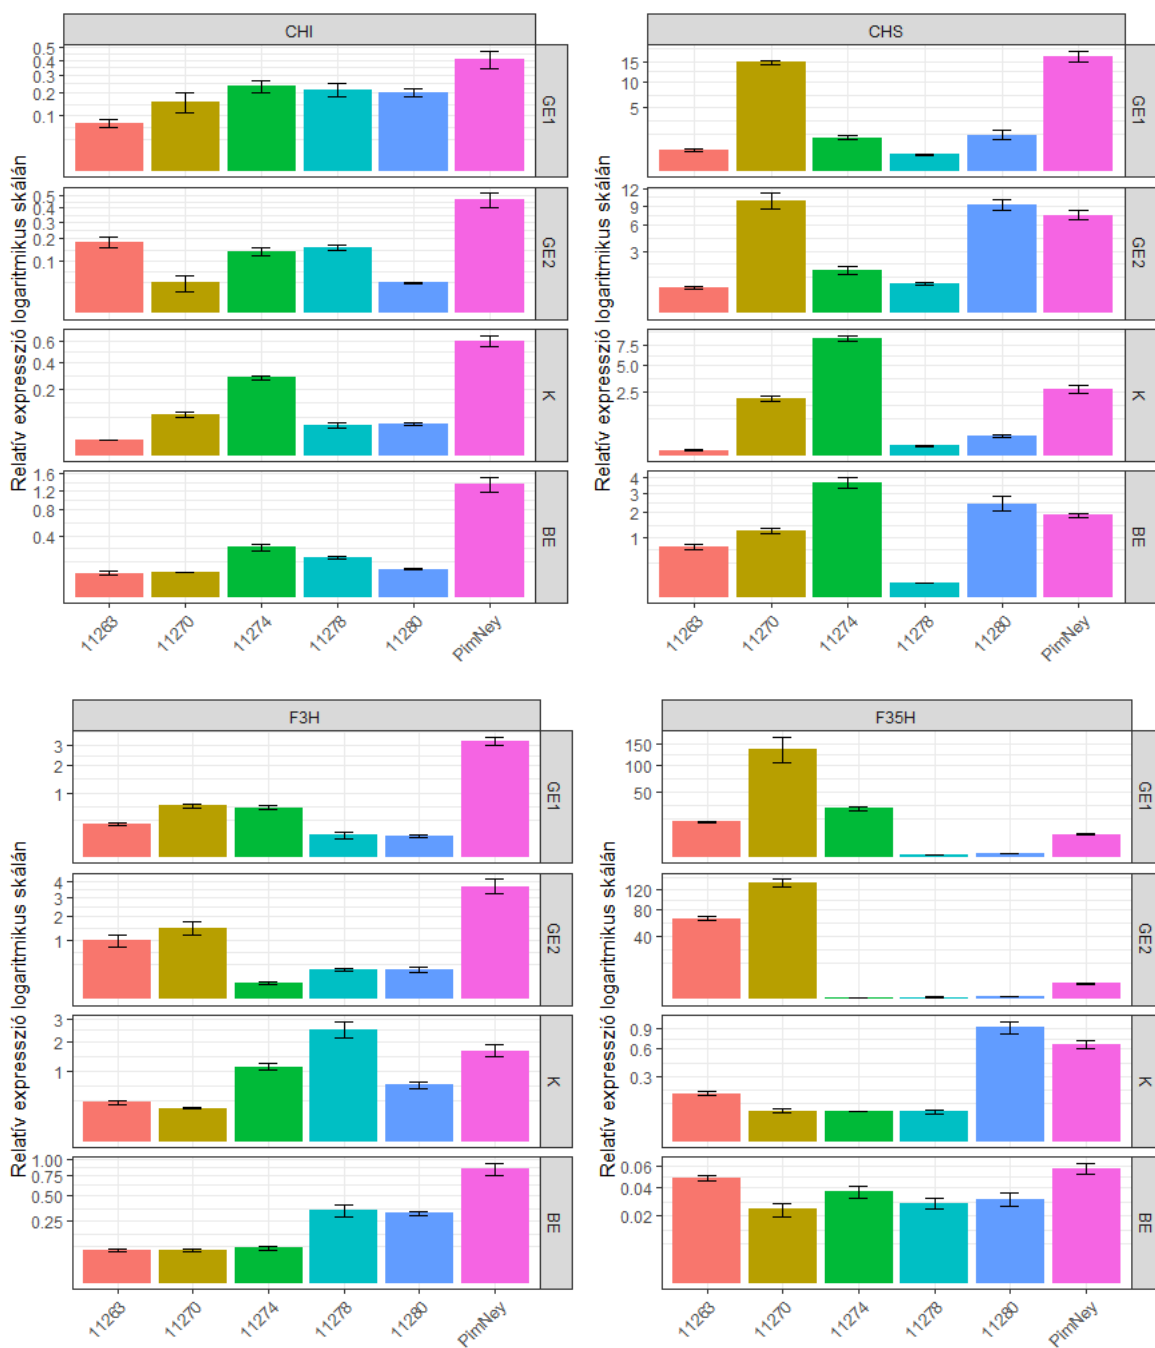 CHI
Relatív expresszió logaritmikus skálán
0.5
0.4
0.3
0.2
0.1
GE1
0.5
0.4
0.3
0.2
0.1
GE2
0.6
0.4
0.2
K
1.6
1.2
0.8
0.4
BE
11263 11270 11274 11278 11280 PimNey
CHS
Relatív expresszió logaritmikus skálán
15
10
5
GE1
12
9
6
3
GE2
7.5
5.0
2.5
K
4
3
2
1
BE
11263 11270 11274 11278 11280 PimNey
F3H
Relatív expresszió logaritmikus skálán
3
2
1
GE1
4
3
2
1
GE2
3
2
1
K
1.00
0.75
0.50
0.25
BE
11263 11270 11274 11278 11280 PimNey
F35H
Relatív expresszió logaritmikus skálán
150
100
50
GE1
120
80
40
GE2
0.9
0.6
0.3
K
0.06
0.04
0.02
BE
11263 11270 11274 11278 11280 PimNey